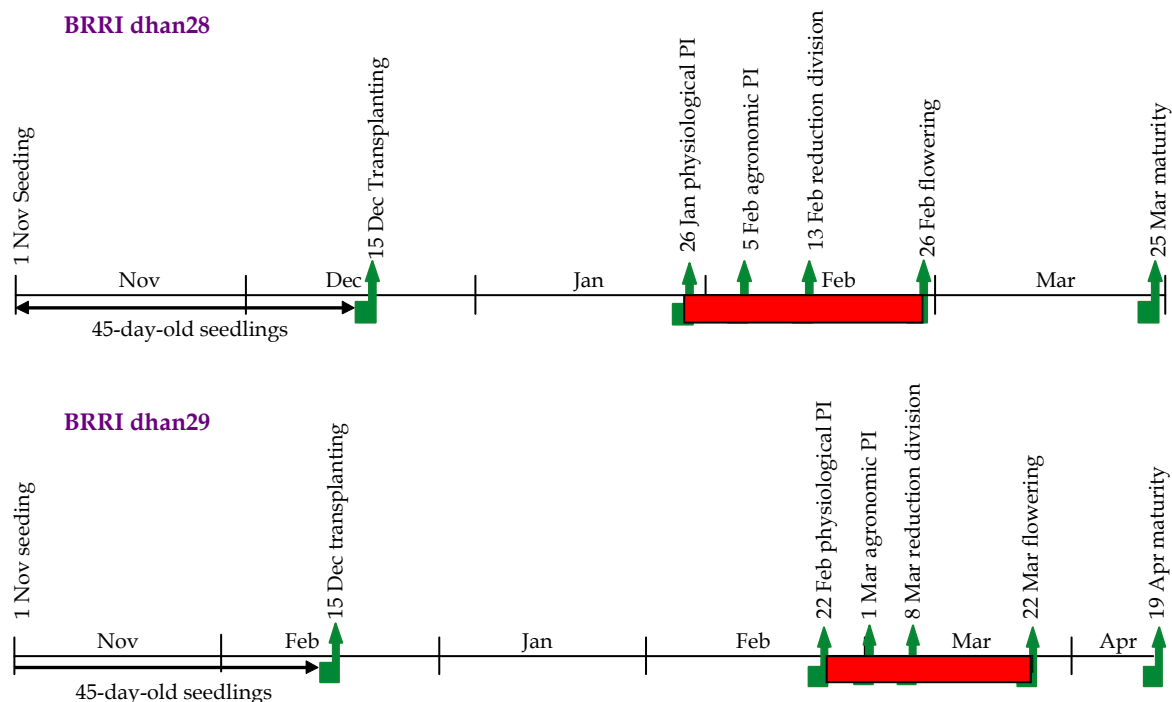 BRRI dhan28
1 Nov Seeding
15 Dec Transplanting
26 Jan physiological PI
5 Feb agronomic PI
13 Feb reduction division
26 Feb flowering
25 Mar maturity
Nov
Dec
Jan
Feb
Mar
45-day-old seedlings
BRRI dhan29
1 Nov seeding
15 Dec transplanting
22 Feb physiological PI
1 Mar agronomic PI
8 Mar reduction division
22 Mar flowering
19 Apr maturity
Nov
Feb
Jan
Feb
Mar
Apr
45-day-old seedlings